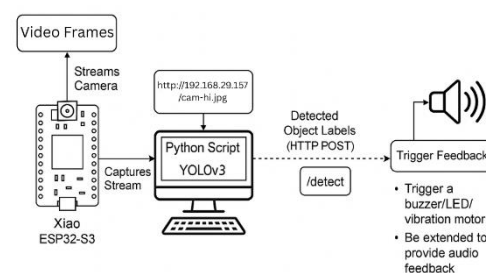 Video Frames
Streams
Camera
http://192.168.29.157
/cam-hi.jpg
Python Script
YOLOv3
Captures
Stream
Xiao
ESP32-S3
Detected
Object Labels
(HTTP POST)
/detect
Trigger Feedback
• Trigger a
buzzer/LED/
vibration motor
• Be extended to
provide audio
feedback